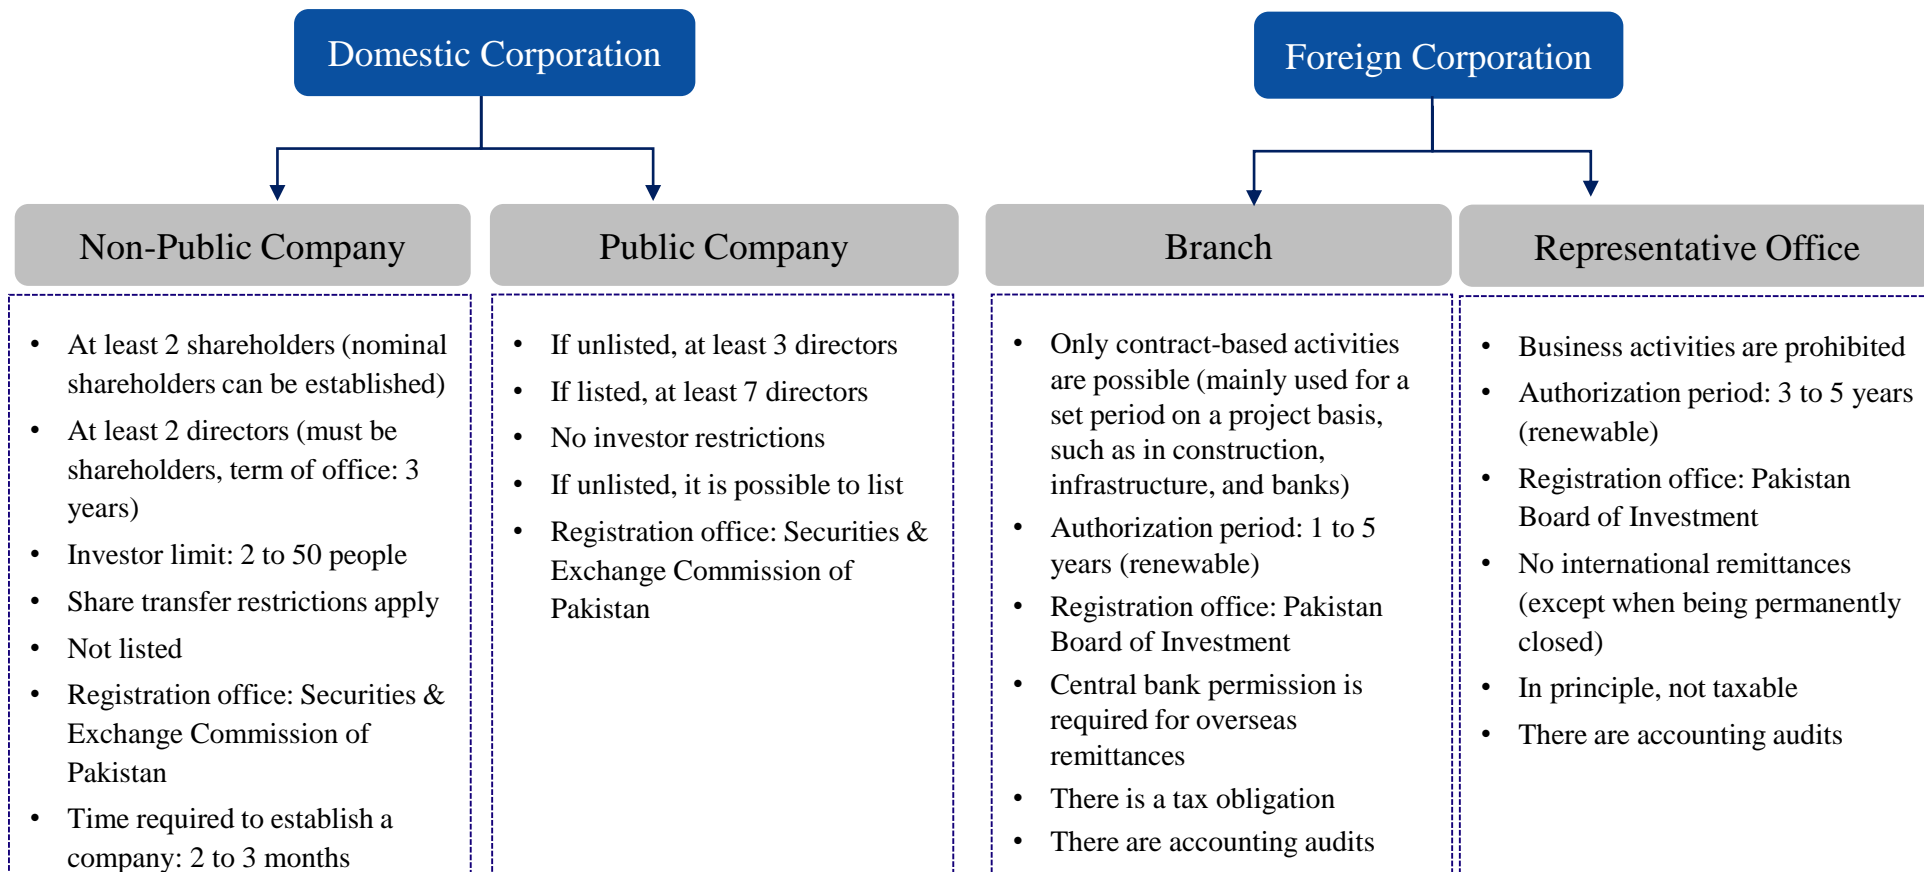 Domestic Corporation
Foreign Corporation
Non-Public Company
• At least 2 shareholders (nominal
shareholders can be established)
• At least 2 directors (must be
shareholders, term of office: 3
years)
• Investor limit: 2 to 50 people
• Share transfer restrictions apply
• Not listed
• Registration office: Securities &
Exchange Commission of
Pakistan
• Time required to establish a
company: 2 to 3 months
Public Company
• If unlisted, at least 3 directors
• If listed, at least 7 directors
• No investor restrictions
• If unlisted, it is possible to list
• Registration office: Securities &
Exchange Commission of
Pakistan
Branch
• Only contract-based activities
are possible (mainly used for a
set period on a project basis,
such as in construction,
infrastructure, and banks)
• Authorization period: 1 to 5
years (renewable)
• Registration office: Pakistan
Board of Investment
• Central bank permission is
required for overseas
remittances
• There is a tax obligation
• There are accounting audits
Representative Office
• Business activities are prohibited
• Authorization period: 3 to 5 years
(renewable)
• Registration office: Pakistan
Board of Investment
• No international remittances
(except when being permanently
closed)
• In principle, not taxable
• There are accounting audits